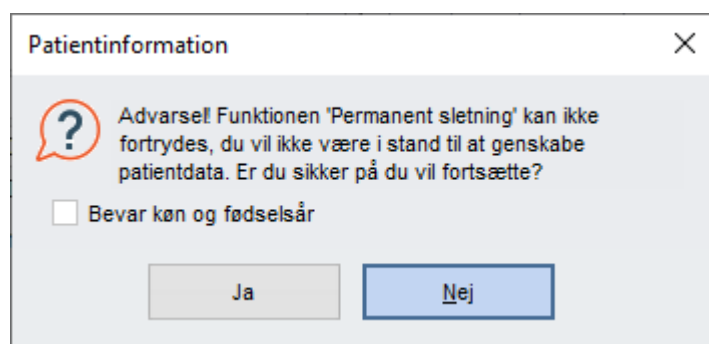 Patientinformation
Advarsel! Funktionen 'Permanent sletning' kan ikke
fortrydes, du vil ikke være i stand til at genskabe
patientdata. Er du sikker på du vil fortsætte?
Bevar køn og fødselsår
Ja
Nej